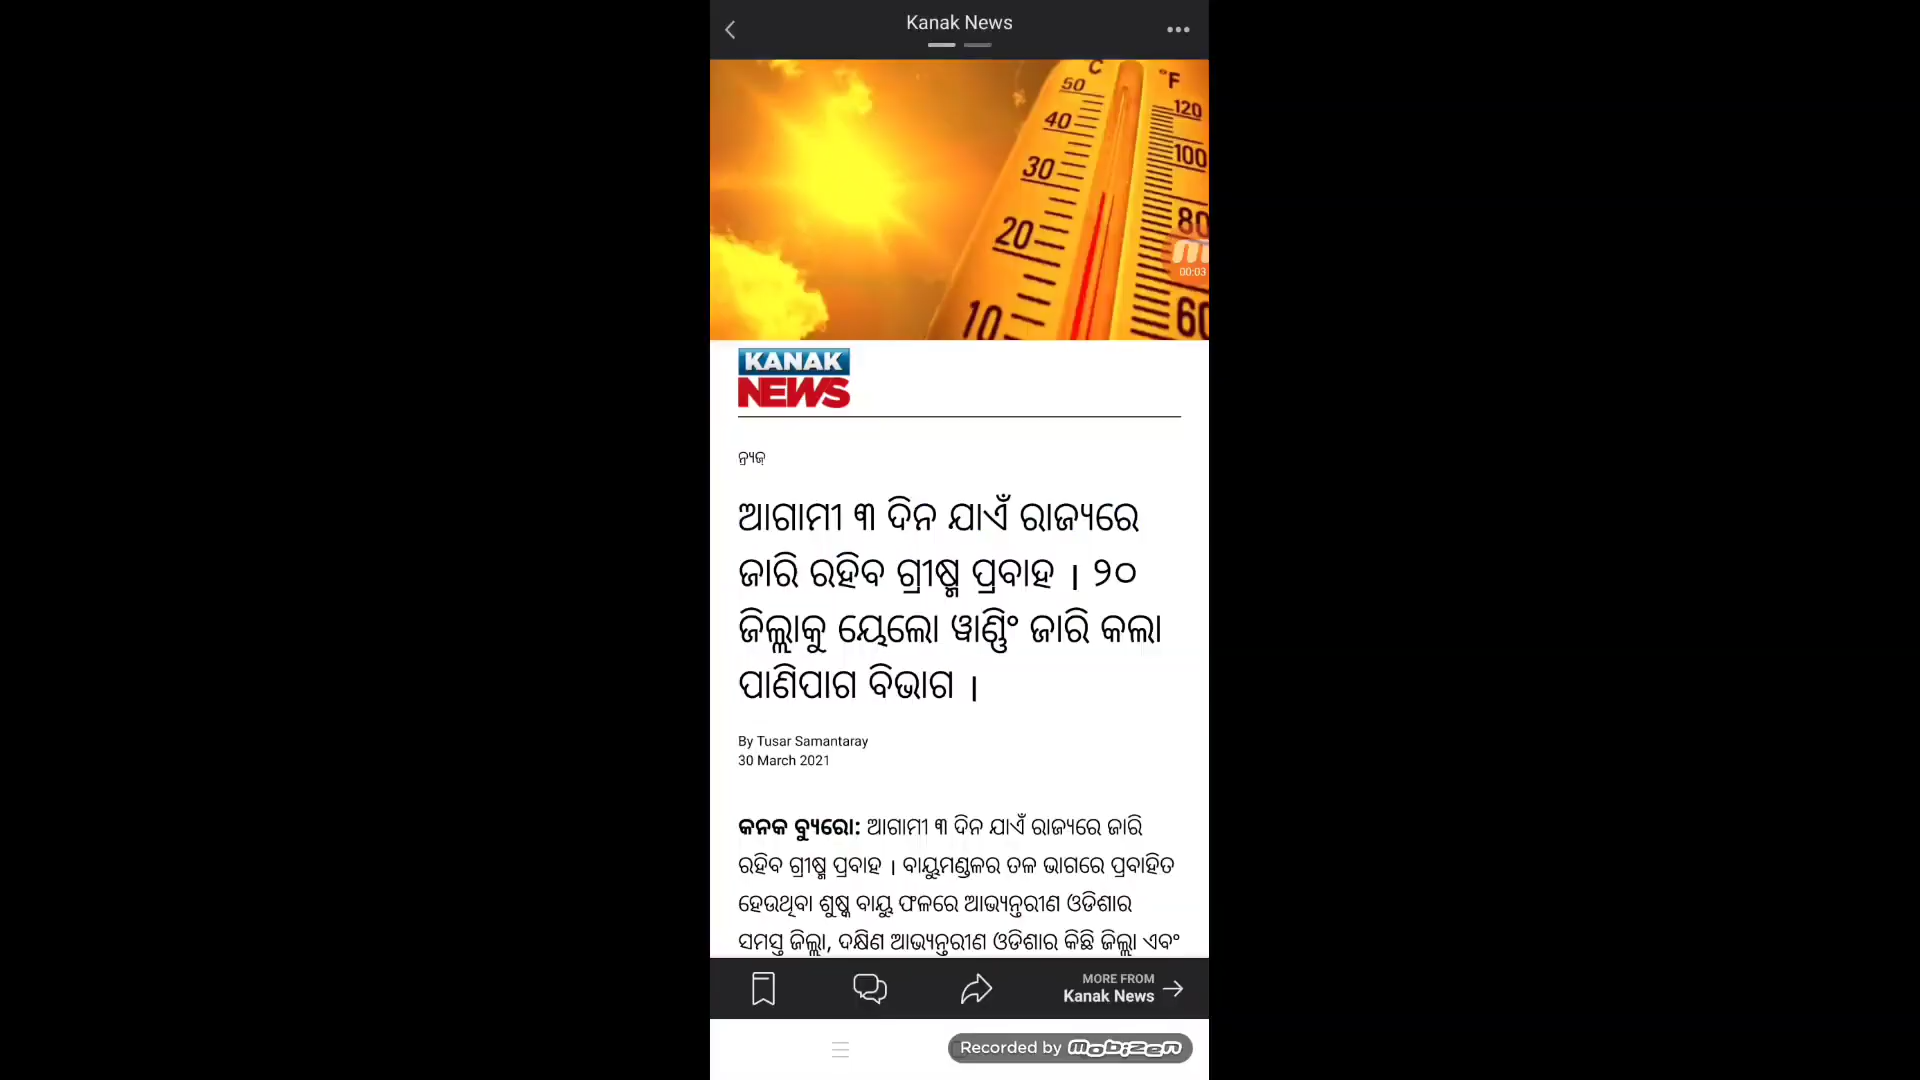 Kanak News
C
°F
50
120
40
100
30
80
20
00:03
10
60
KANAK
NEWS
ନ୍ୟୁଜ୍
ଆଗାମୀ ୩ ଦିନ ଯାଏଁ ରାଜ୍ୟରେ
ଜାରି ରହିବ ଗ୍ରୀଷ୍ମ ପ୍ରବାହ । ୨୦
ଜିଲ୍ଲାକୁ ୟେଲୋ ୱାର୍ଣ୍ଣିଂ ଜାରି କଲା
ପାଣିପାଗ ବିଭାଗ ।
By Tusar Samantaray
30 March 2021
କନକ ବ୍ୟୁରୋ: ଆଗାମୀ ୩ ଦିନ ଯାଏଁ ରାଜ୍ୟରେ ଜାରି
ରହିବ ଗ୍ରୀଷ୍ମ ପ୍ରବାହ । ବାୟୁମଣ୍ଡଳର ତଳ ଭାଗରେ ପ୍ରବାହିତ
ହେଉଥିବା ଶୁଷ୍କ ବାୟୁ ଫଳରେ ଆଭ୍ୟନ୍ତରୀଣ ଓଡିଶାର
ସମସ୍ତ ଜିଲ୍ଲା, ଦକ୍ଷିଣ ଆଭ୍ୟନ୍ତରୀଣ ଓଡିଶାର କିଛି ଜିଲ୍ଲା ଏବଂ
MORE FROM
Kanak News
Recorded by mobizen